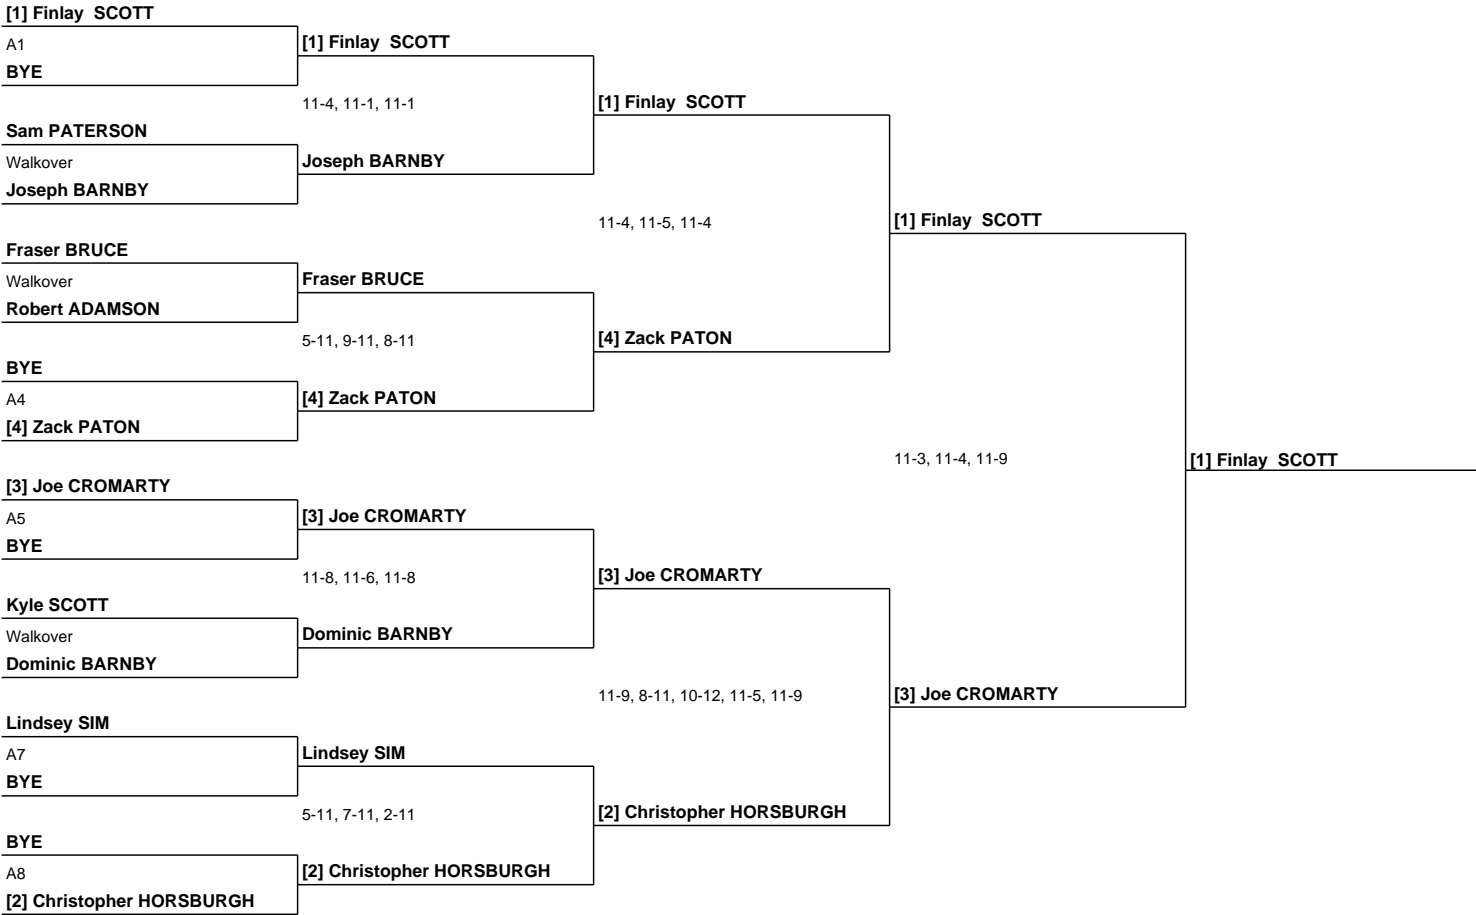 [1] Finlay  SCOTT
A1
BYE
Sam PATERSON
Walkover
Joseph BARNBY
Fraser BRUCE
Walkover
Robert ADAMSON
BYE
A4
[4] Zack PATON
[3] Joe CROMARTY
A5
BYE
Kyle SCOTT
Walkover
Dominic BARNBY
Lindsey SIM
A7
BYE
BYE
A8
[2] Christopher HORSBURGH
[1] Finlay  SCOTT
11-4, 11-1, 11-1
Joseph BARNBY
Fraser BRUCE
5-11, 9-11, 8-11
[4] Zack PATON
[3] Joe CROMARTY
11-8, 11-6, 11-8
Dominic BARNBY
Lindsey SIM
5-11, 7-11, 2-11
[2] Christopher HORSBURGH
[1] Finlay  SCOTT
11-4, 11-5, 11-4
[4] Zack PATON
[3] Joe CROMARTY
11-9, 8-11, 10-12, 11-5, 11-9
[2] Christopher HORSBURGH
[1] Finlay  SCOTT
11-3, 11-4, 11-9
[3] Joe CROMARTY
[1] Finlay  SCOTT